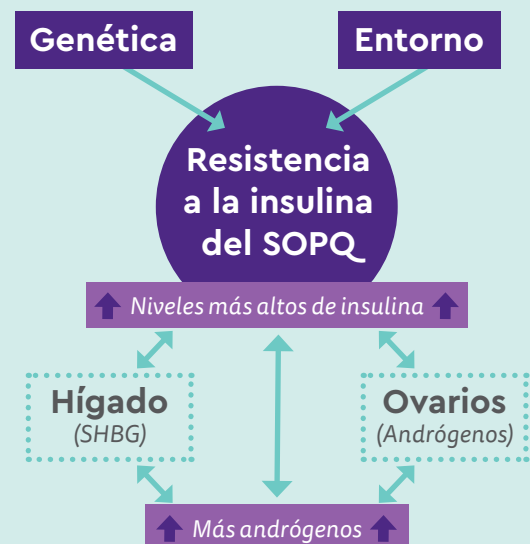 Genética
Entorno
Resistencia
a la insulina
del SOPQ
Niveles más altos de insulina
Hígado
(SHBG)
Ovarios
(Andrógenos)
Más andrógenos